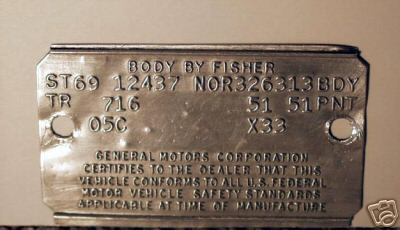 BODY BY FISHER
ST69 12437 NOR326313 BDY
TR 716 51 51 PNT
05C X33
GENERAL MOTORS CORPORATION
CERTIFIES TO THE DEALER THAT THIS
VEHICLE CONFORMS TO ALL U.S. FEDERAL
MOTOR VEHICLE SAFETY STANDARDS
APPLICABLE AT TIME OF MANUFACTURE